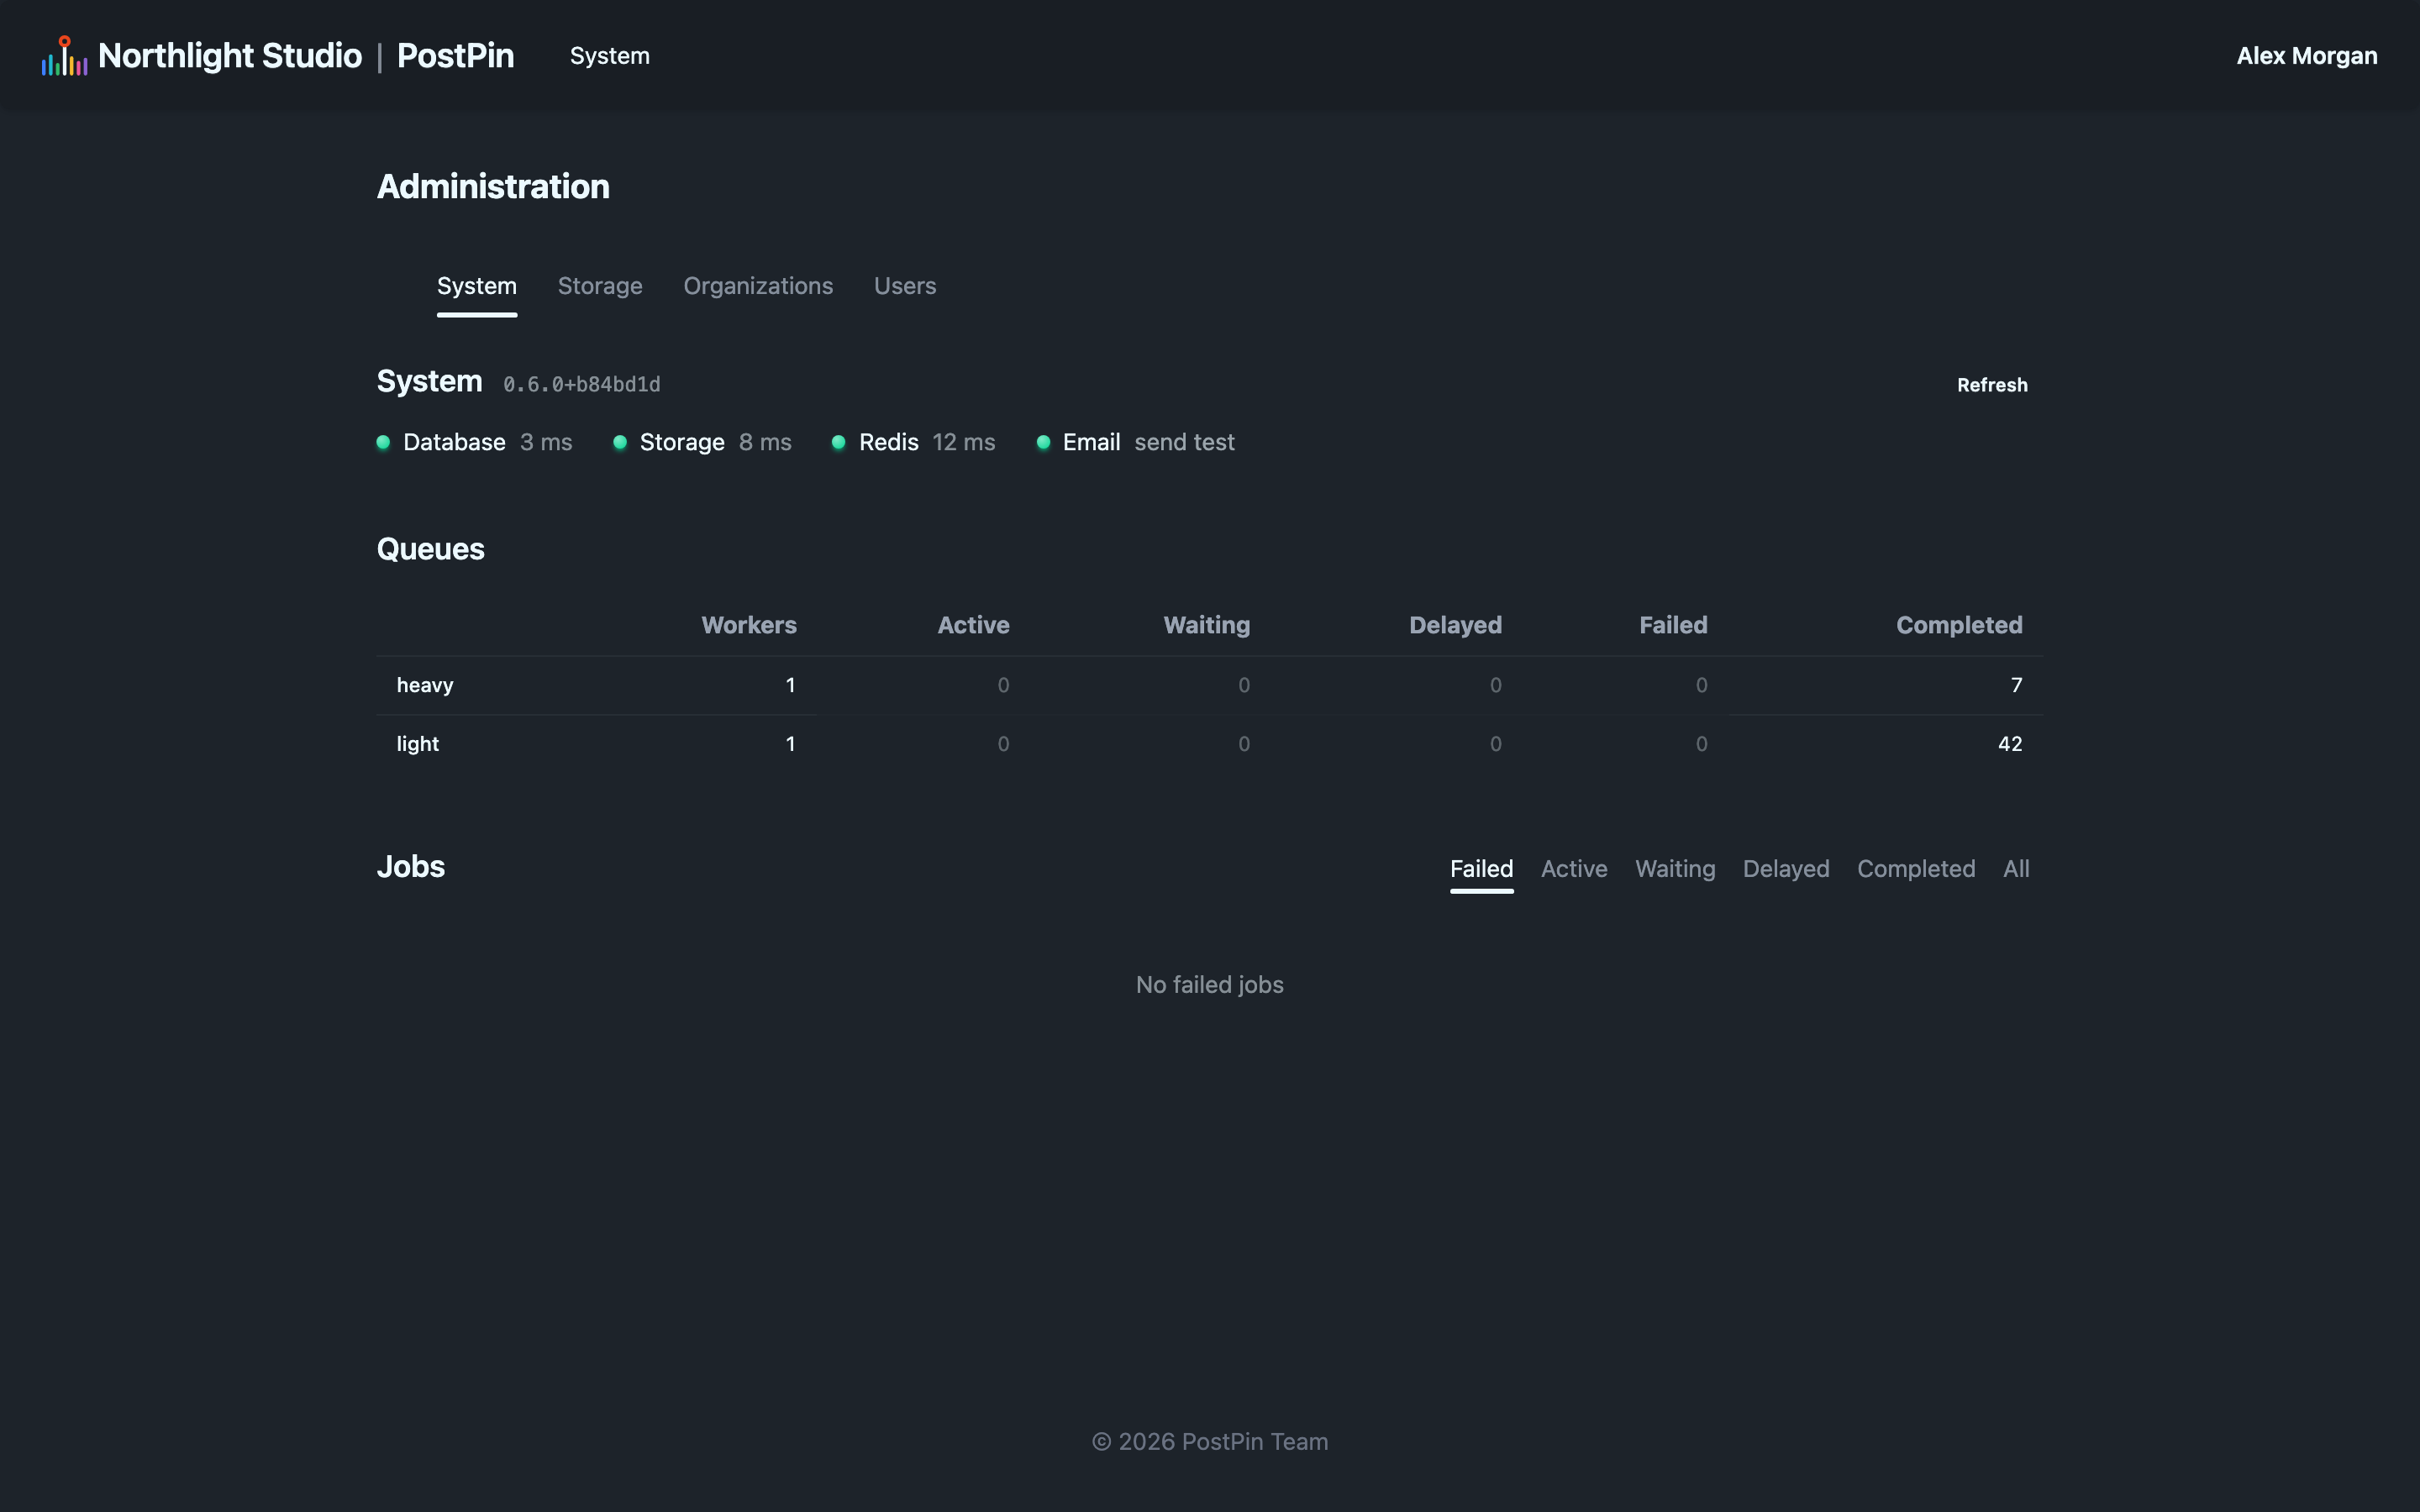 Northlight Studio | PostPin System Alex Morgan
Administration
System Storage Organizations Users
System 0.6.0+b84bd1d Refresh
Database 3 ms Storage 8 ms Redis 12 ms Email send test
Queues
Workers Active Waiting Delayed Failed Completed
heavy 1 0 0 0 0 7
light 1 0 0 0 0 42
Jobs Failed Active Waiting Delayed Completed All
No failed jobs
© 2026 PostPin Team